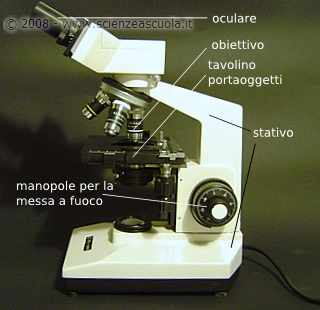 © 2008 - www.scienzeascuola.it
oculare
obiettivo
tavolino
portaoggetti
stativo
manopole per la
messa a fuoco